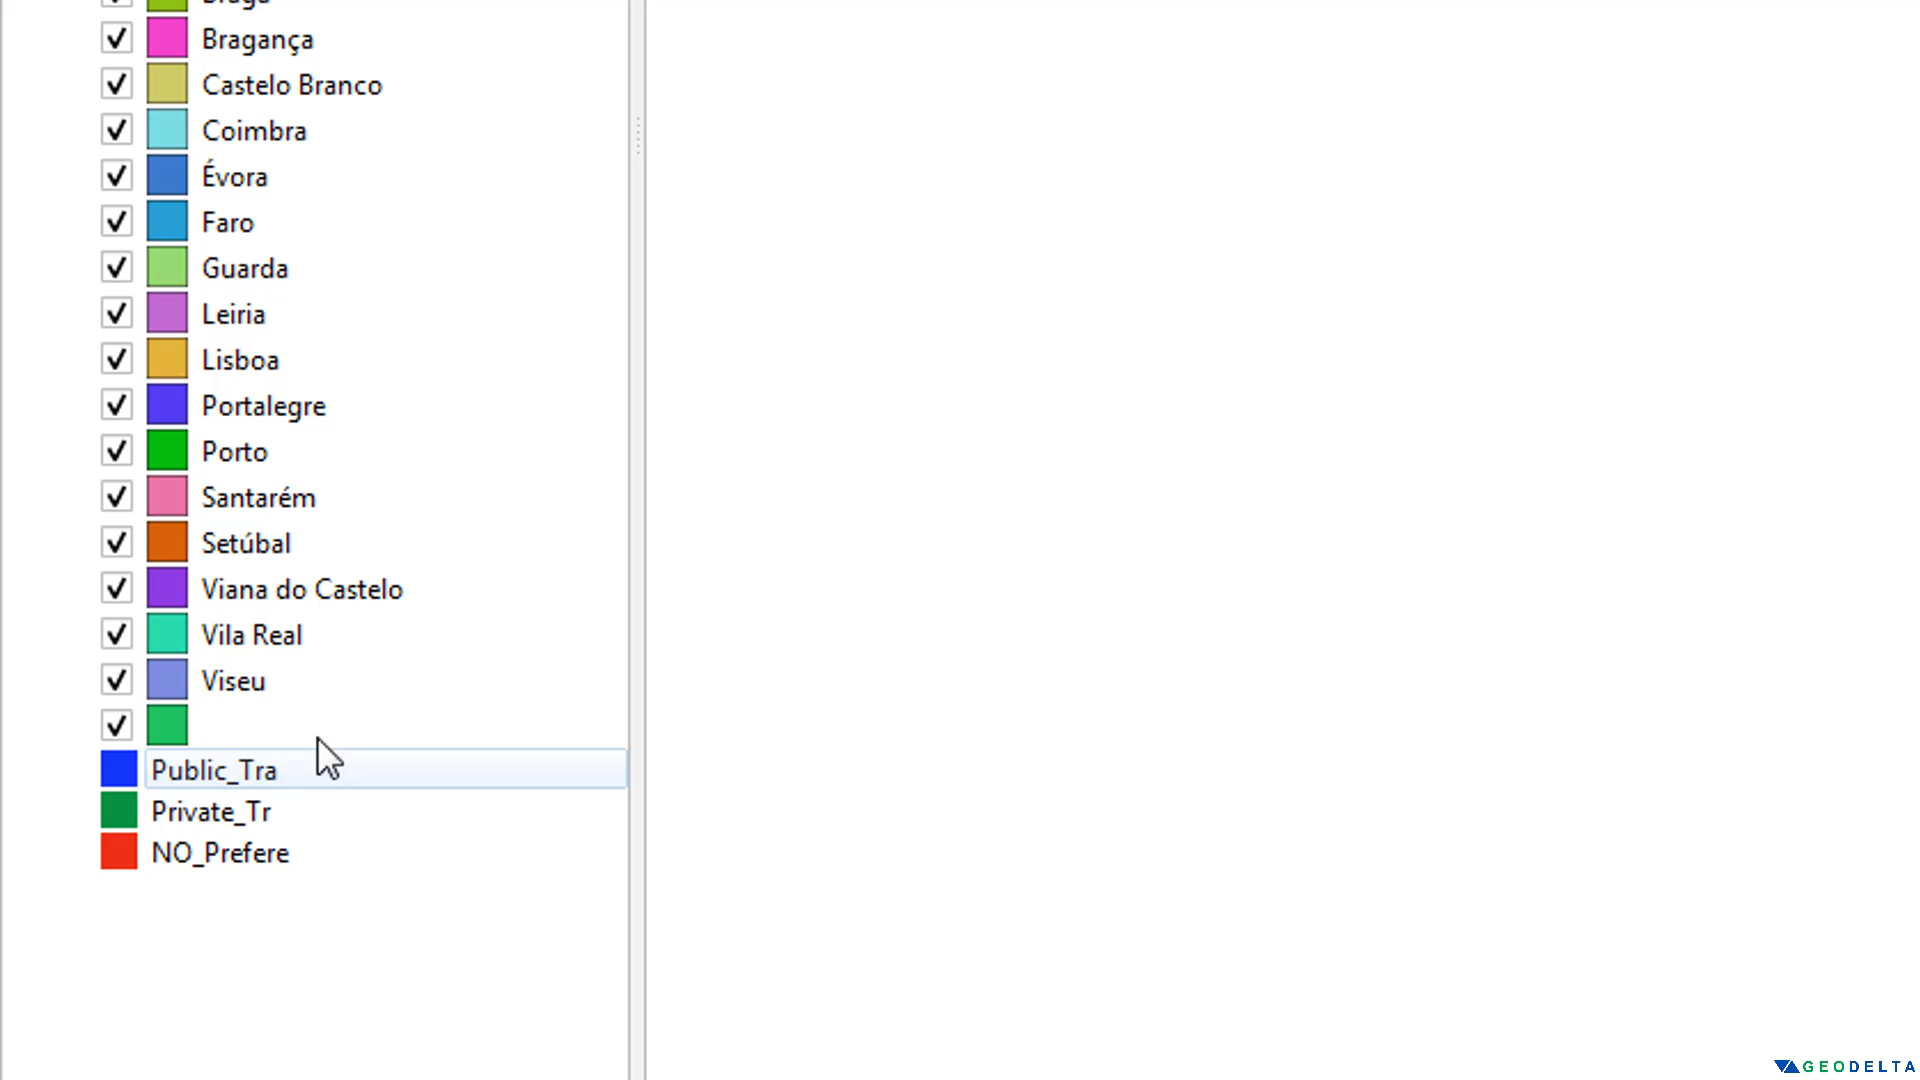 Braga
Bragança
Castelo Branco
Coimbra
Évora
Faro
Guarda
Leiria
Lisboa
Portalegre
Porto
Santarém
Setúbal
Viana do Castelo
Vila Real
Viseu
Public_Tra
Private_Tr
NO_Prefere
GEODELTA